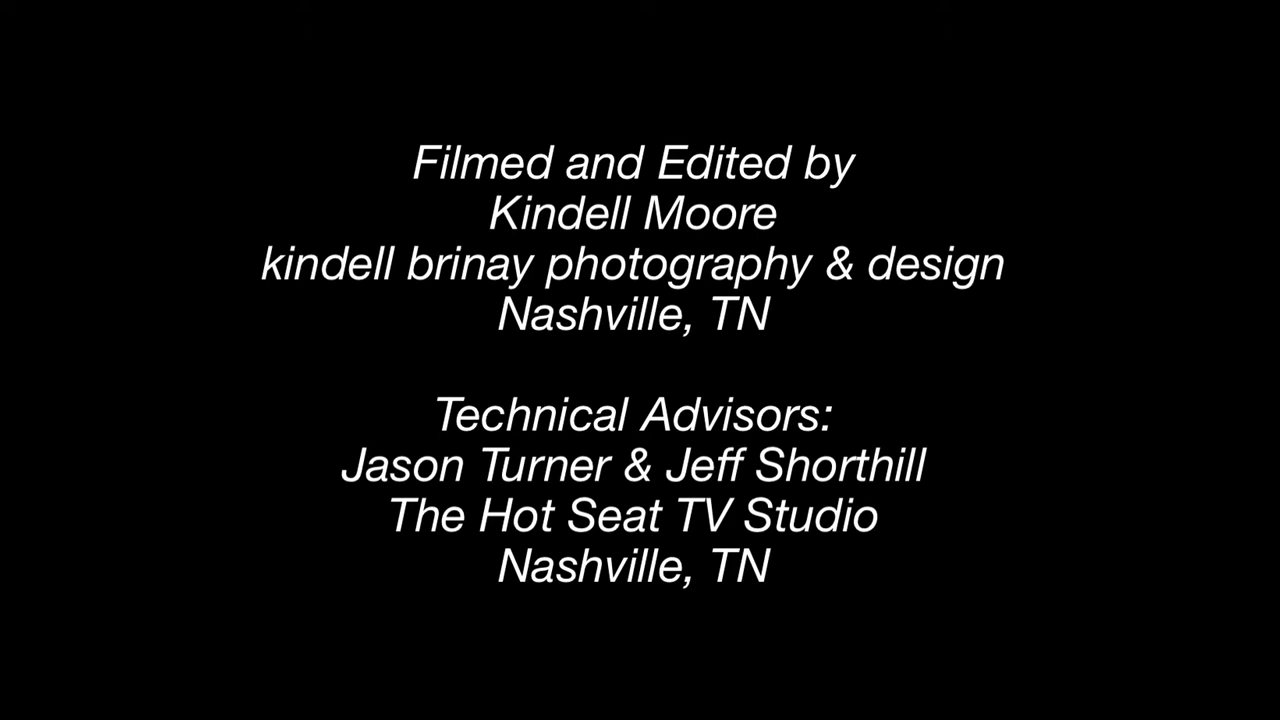 Filmed and Edited by
Kindell Moore
kindell brinay photography & design
Nashville, TN
Technical Advisors:
Jason Turner & Jeff Shorthill
The Hot Seat TV Studio
Nashville, TN